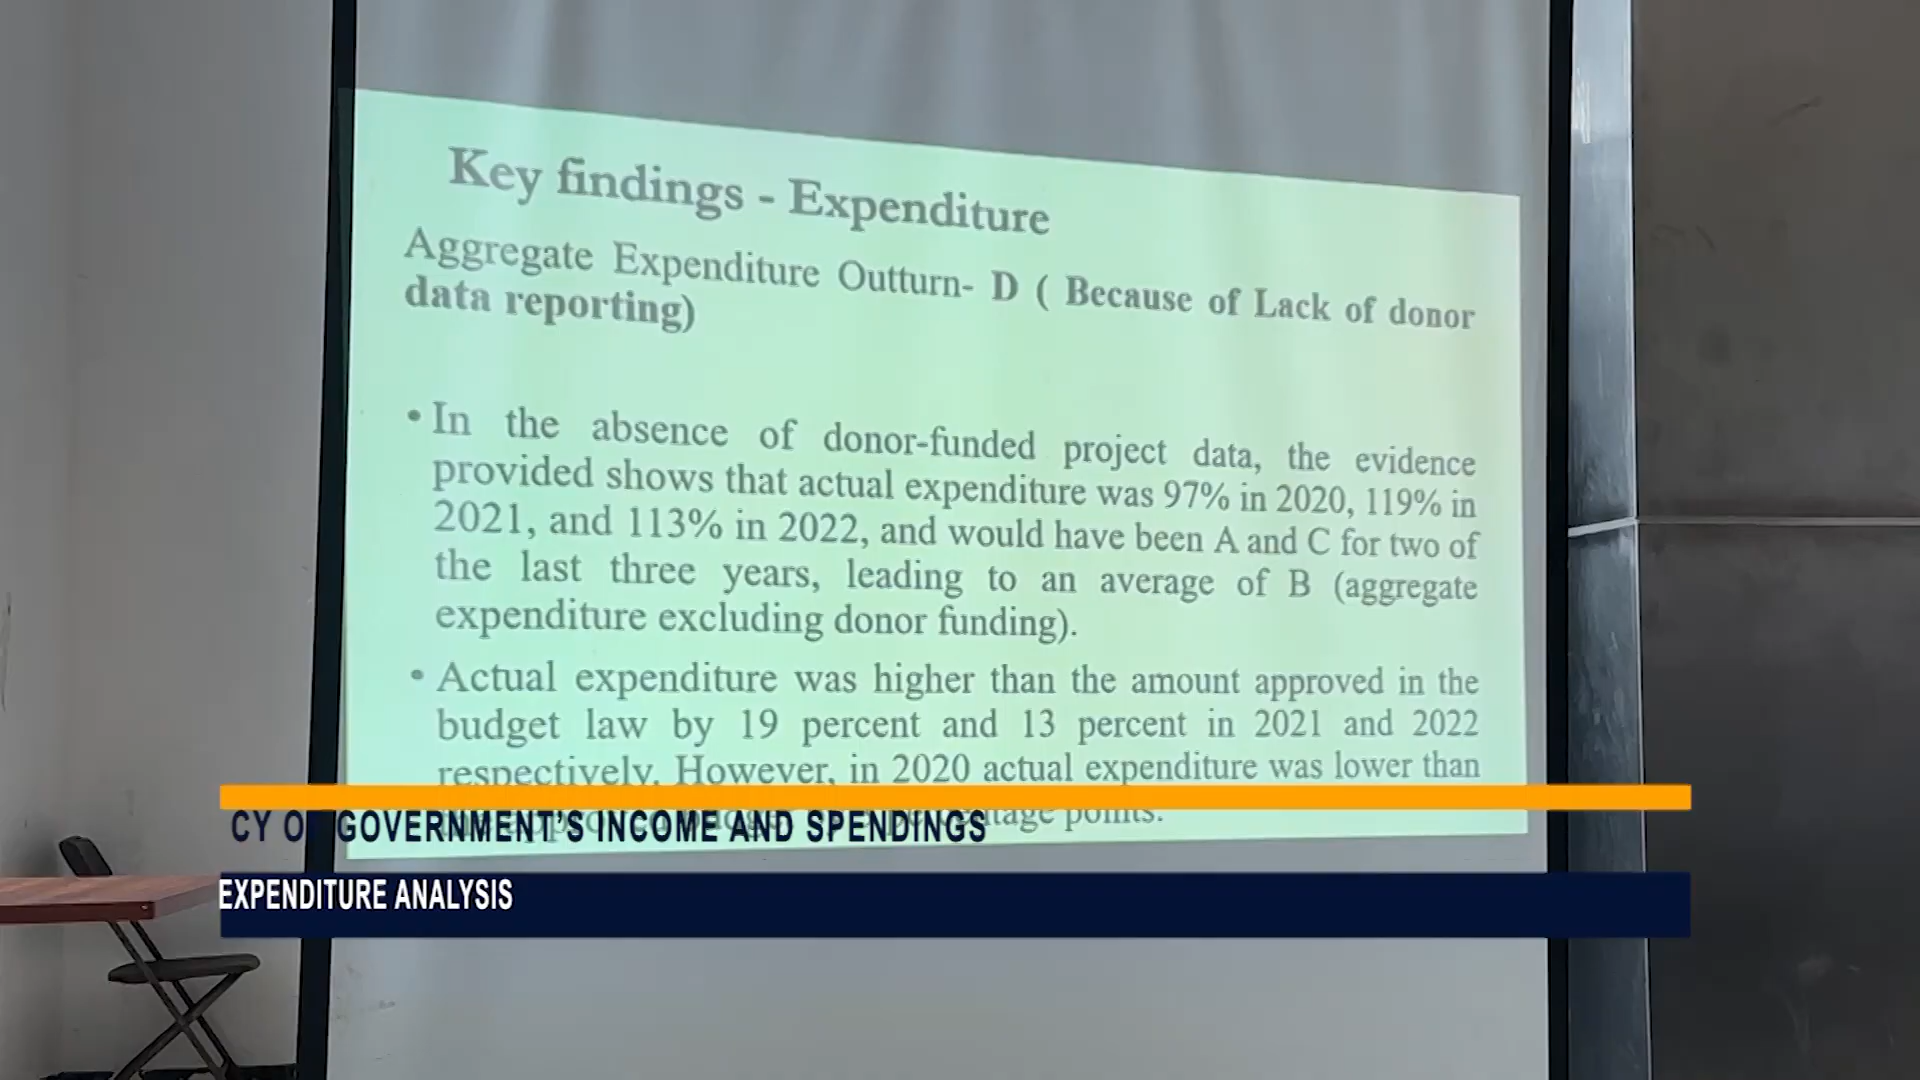 Key findings - Expenditure
Aggregate Expenditure Outturn- D ( Because of Lack of donor
data reporting)
• In the absence of donor-funded project data, the evidence
provided shows that actual expenditure was 97% in 2020, 119% in
2021, and 113% in 2022, and would have been A and C for two of
the last three years, leading to an average of B (aggregate
expenditure excluding donor funding).
• Actual expenditure was higher than the amount approved in the
budget law by 19 percent and 13 percent in 2021 and 2022
respectively. However, in 2020 actual expenditure was lower than
points.
CY OF GOVERNMENT'S INCOME AND SPENDINGS
EXPENDITURE ANALYSIS